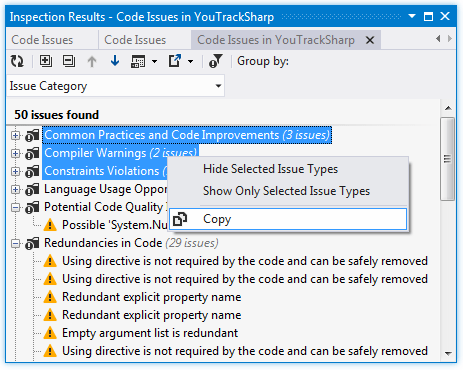 Inspection Results - Code Issues in YouTrackSharp
Code Issues Code Issues Code Issues in YouTrackSharp
Group by:
Issue Category
50 issues found
Common Practices and Code Improvements (3 issues)
Compiler Warnings (2 issues)
Constraints Violations
Hide Selected Issue Types
Language Usage
Show Only Selected Issue Types
Potential Code Quality
Copy
Possible 'System.Nu
Redundancies in Code (29 issues)
Using directive is not required by the code and can be safely removed
Using directive is not required by the code and can be safely removed
Redundant explicit property name
Redundant explicit property name
Empty argument list is redundant
Using directive is not required by the code and can be safely removed